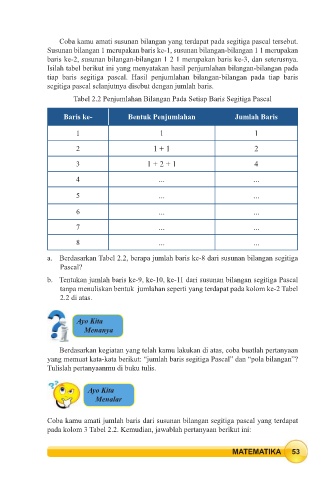 Coba kamu amati susunan bilangan yang terdapat pada segitiga pascal tersebut.
Susunan bilangan 1 merupakan baris ke-1, susunan bilangan-bilangan 1 1 merupakan
baris ke-2, susunan bilangan-bilangan 1 2 1 merupakan baris ke-3, dan seterusnya.
Isilah tabel berikut ini yang menyatakan hasil penjumlahan bilangan-bilangan pada
tiap baris segitiga pascal. Hasil penjumlahan bilangan-bilangan pada tiap baris
segitiga pascal selanjutnya disebut dengan jumlah baris.
Tabel 2.2 Penjumlahan Bilangan Pada Setiap Baris Segitiga Pascal
Baris ke- Bentuk Penjumlahan Jumlah Baris
1 1 1
2 1 + 1 2
3 1 + 2 + 1 4
4 ... ...
5 ... ...
6 ... ...
7 ... ...
8 ... ...
a. Berdasarkan Tabel 2.2, berapa jumlah baris ke-8 dari susunan bilangan segitiga
Pascal?
b. Tentukan jumlah baris ke-9, ke-10, ke-11 dari susunan bilangan segitiga Pascal
tanpa menuliskan bentuk jumlahan seperti yang terdapat pada kolom ke-2 Tabel
2.2 di atas.
Ayo Kita
Menanya
Berdasarkan kegiatan yang telah kamu lakukan di atas, coba buatlah pertanyaan
yang memuat kata-kata berikut: “jumlah baris segitiga Pascal” dan “pola bilangan”?
Tulislah pertanyaanmu di buku tulis.
Ayo Kita
Menalar
Coba kamu amati jumlah baris dari susunan bilangan segitiga pascal yang terdapat
pada kolom 3 Tabel 2.2. Kemudian, jawablah pertanyaan berikut ini:
MATEMATIKA 53